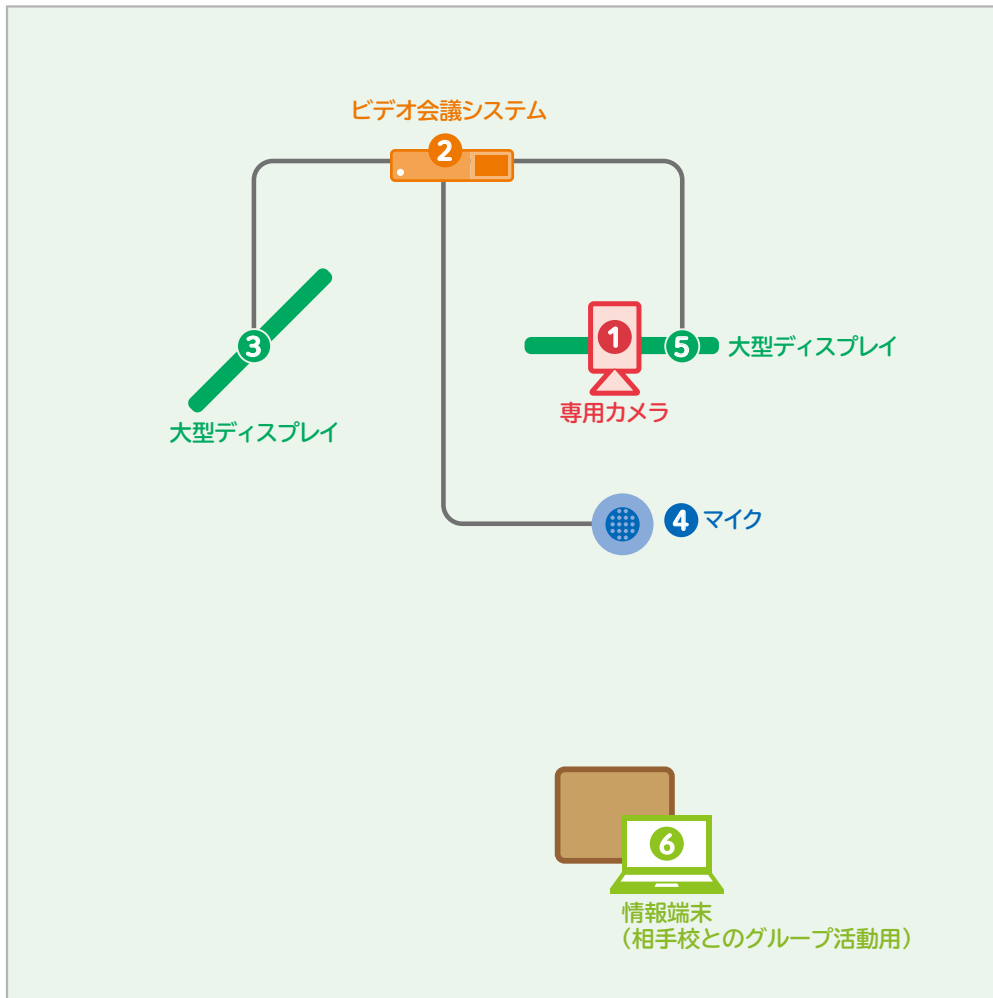 ビデオ会議システム
2
3
大型ディスプレイ
1
5
大型ディスプレイ
専用カメラ
4 マイク
6
情報端末
（相手校とのグループ活動用）